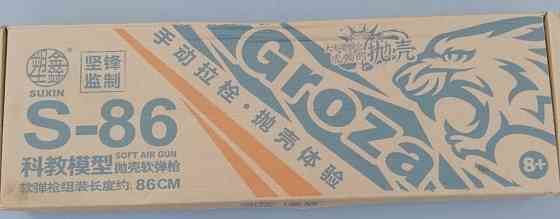 SUXIN
坚锋
监制
S-86
SOFT AIR GUN
科教模型 抛壳软弹枪
软弹枪组装长度约: 86CM
手动拉栓·抛壳体验
Groza
抛壳
8+